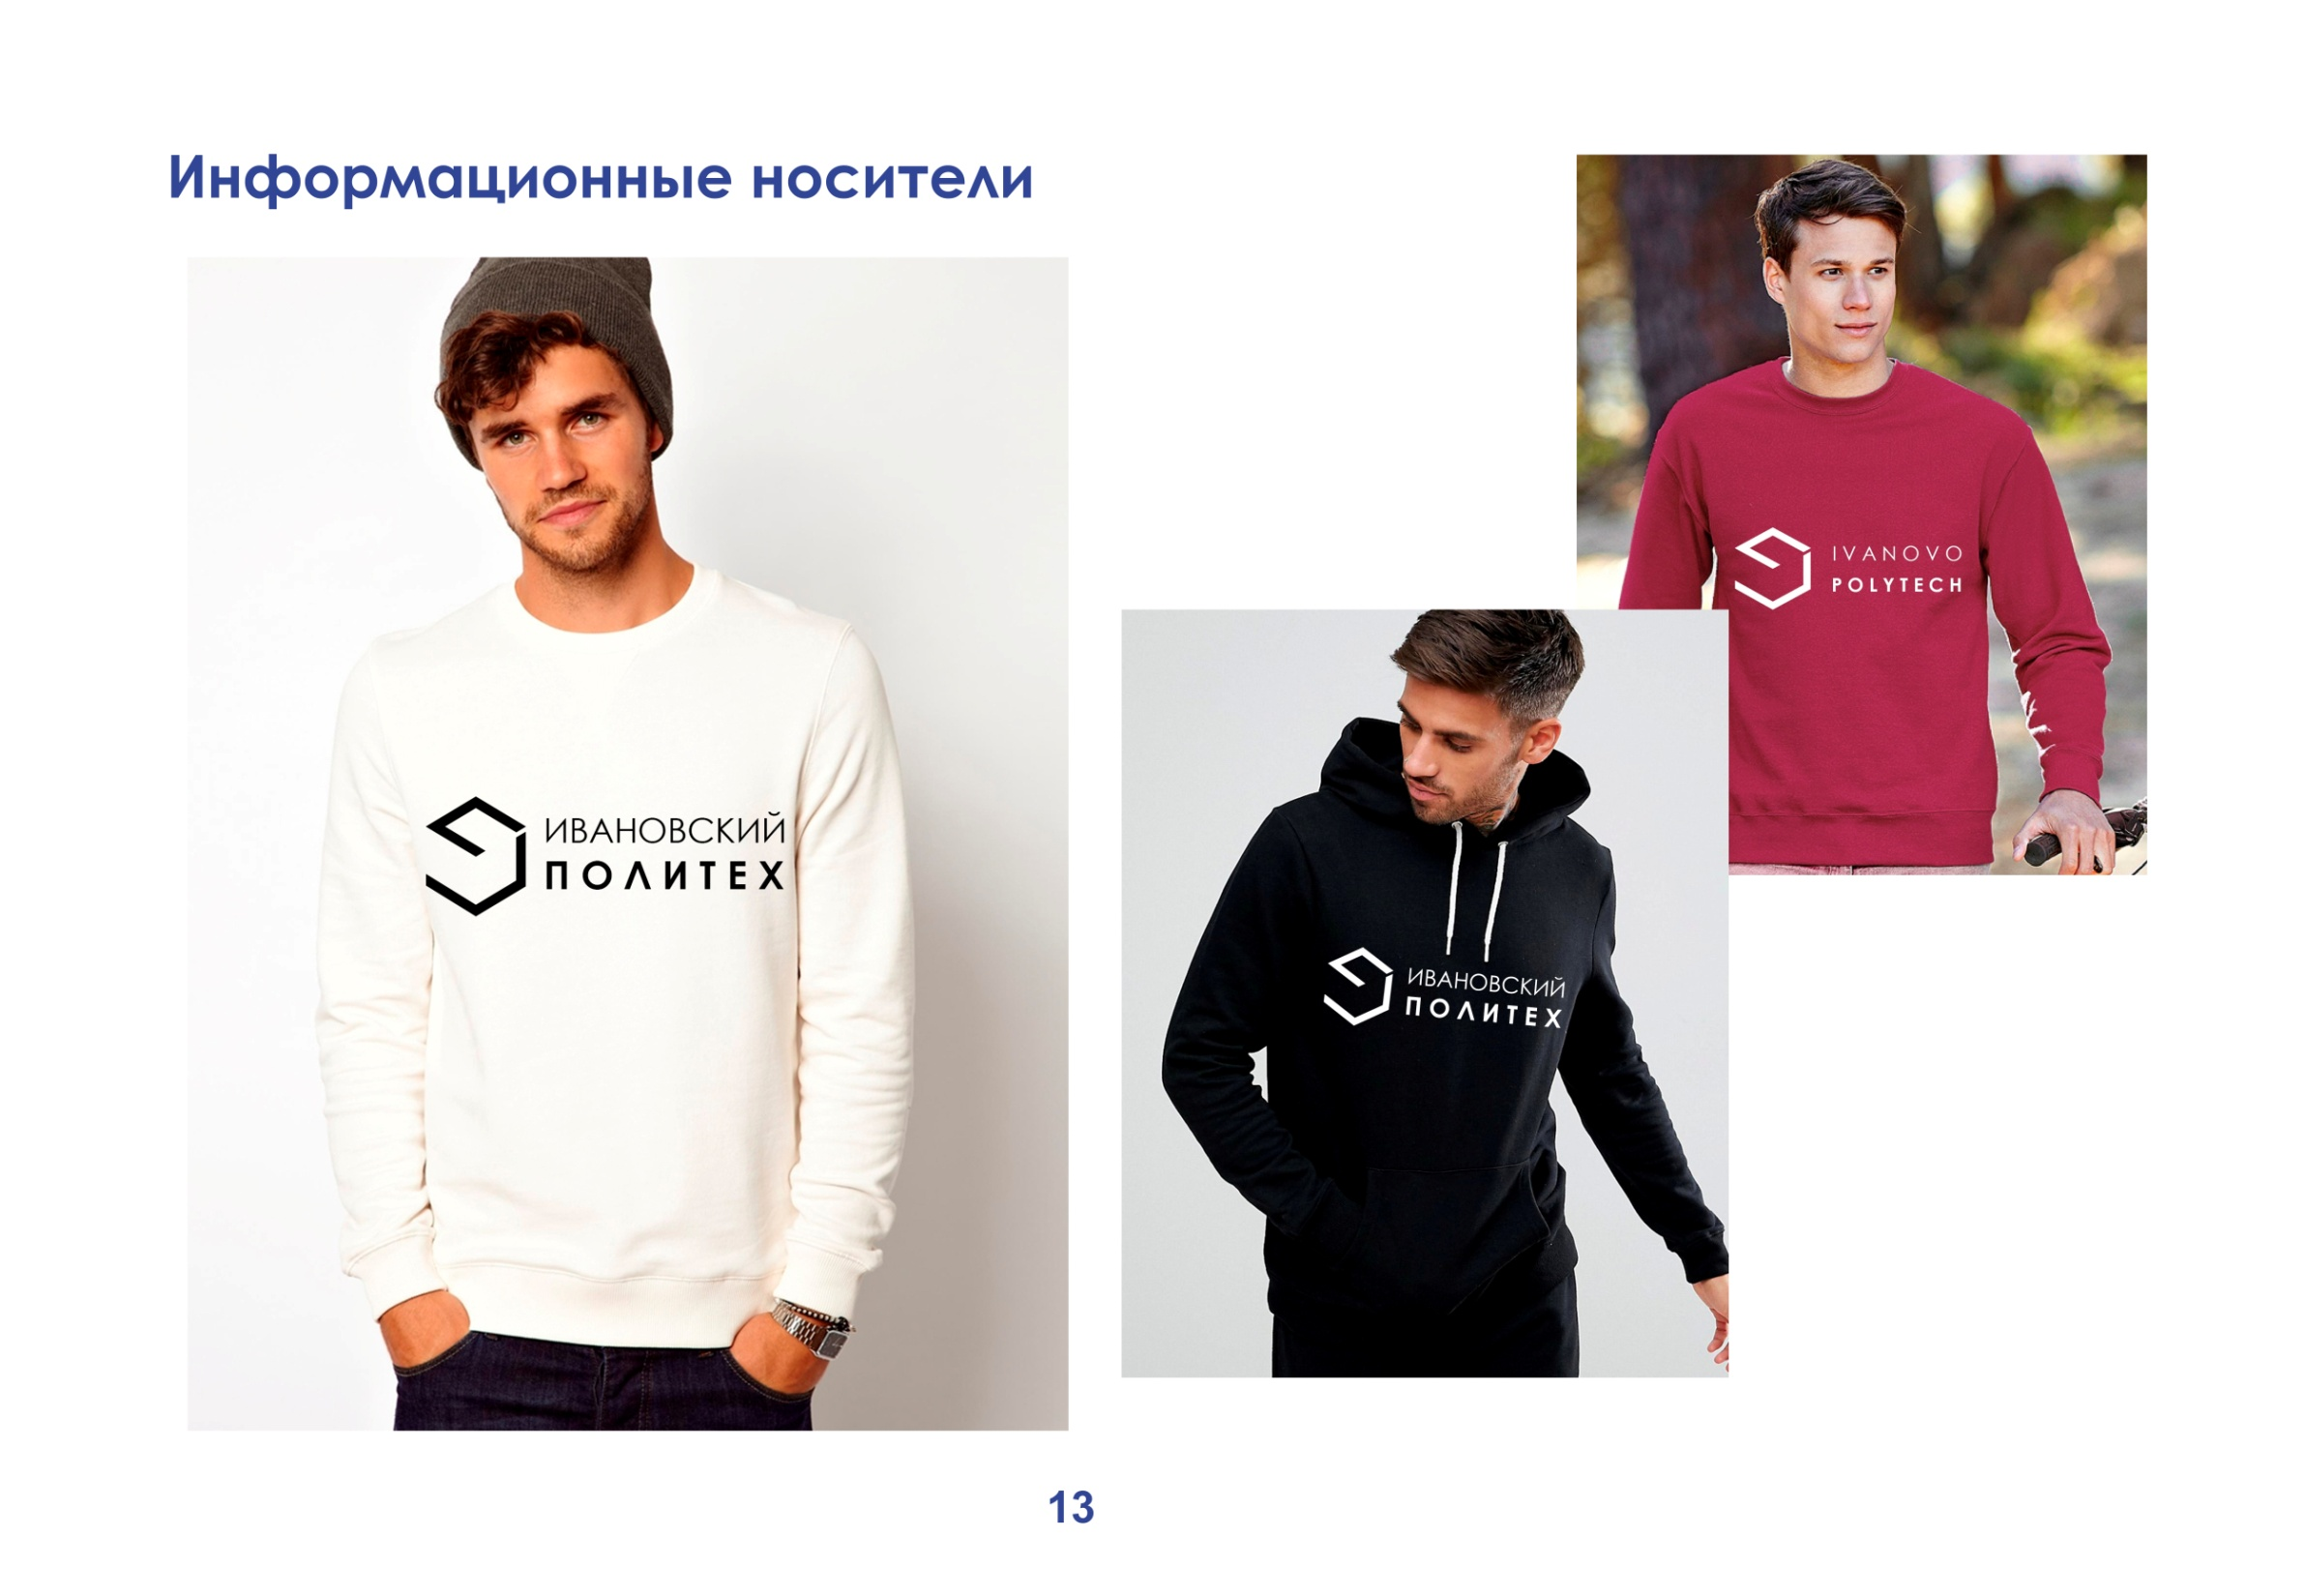 Информационные носители
ИВАНОВСКИЙ
ПОЛИТЕХ
IVANOVO
POLYTECH
ИВАНОВСКИЙ
ПОЛИТЕХ
13